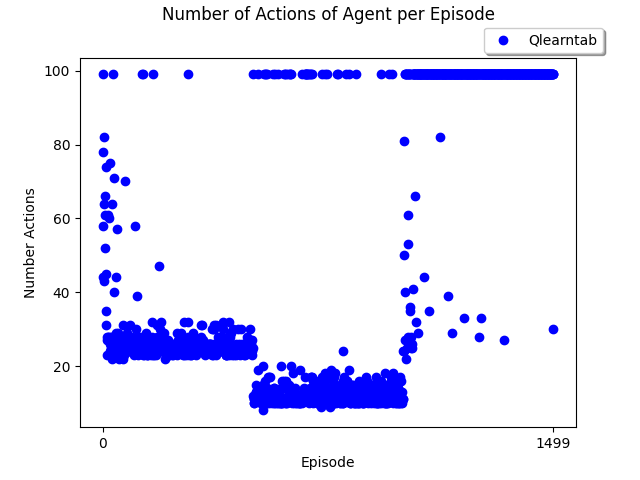 Number of Actions of Agent per Episode
Qlearntab
100
80
60
40
20
Number Actions
0
1499
Episode